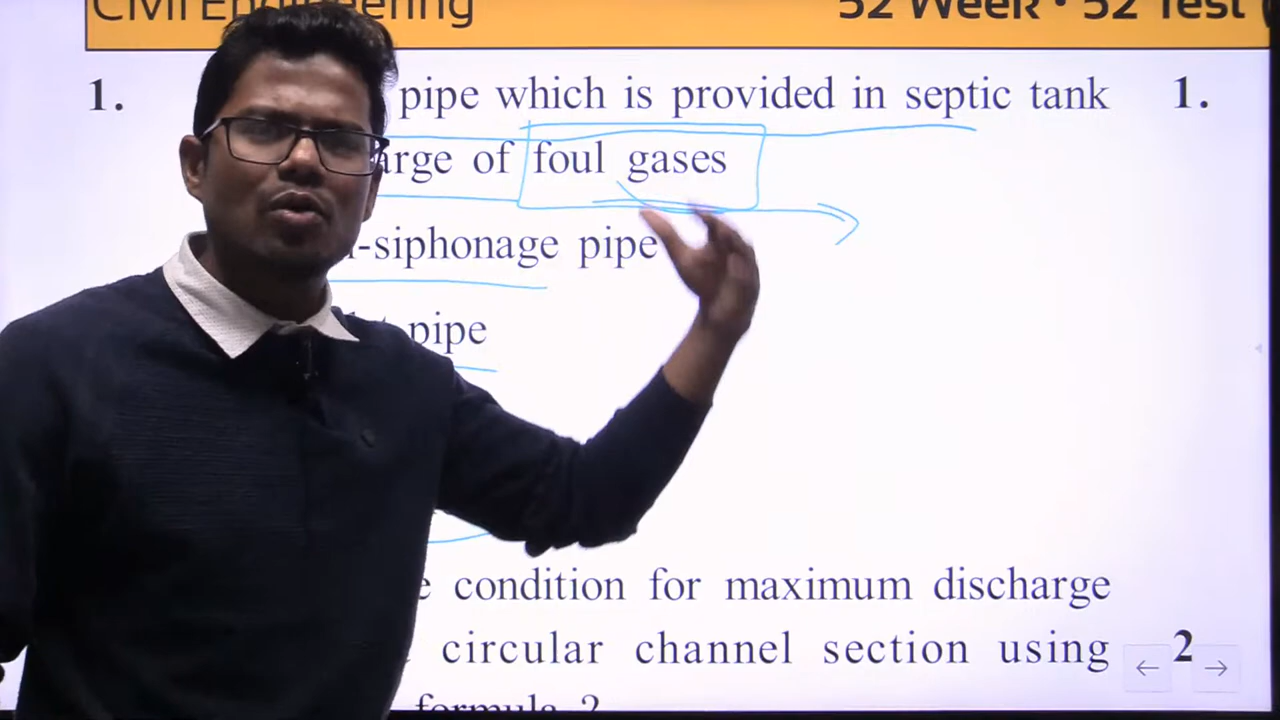 Civil Engineering
52 Week • 52 Test
1.
pipe which is provided in septic tank
1.
of foul gases
-siphonage pipe
pipe
condition for maximum discharge
circular channel section using
2
formula ?